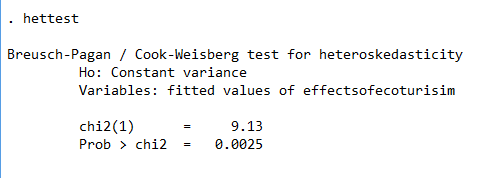 . hettest
Breusch-Pagan / Cook-Weisberg test for heteroskedasticity
Ho: Constant variance
Variables: fitted values of effectsofecoturisim
chi2(1) = 9.13
Prob > chi2 = 0.0025